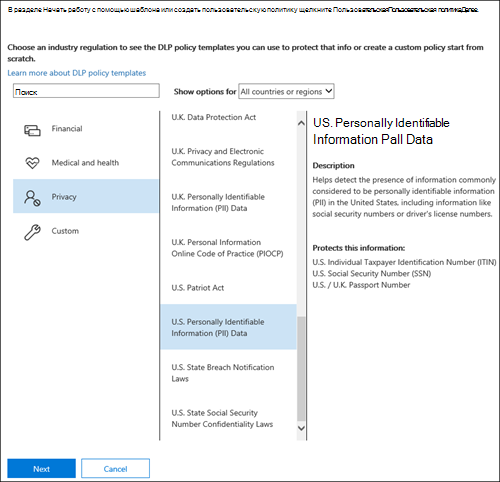 В разделе Начать работу с помощью шаблона или создать пользовательскую политику щелкните Пользовательская Пользовательская политика Далее.
Choose an industry regulation to see the DLP policy templates you can use to protect that info or create a custom policy start from
scratch.
Learn more about DLP policy templates
Поиск
Show options for
All countries or regions
Financial
Medical and health
Privacy
Custom
U.K. Data Protection Act
U.K. Privacy and Electronic
Communications Regulations
U.K. Personally Identifiable
Information (PII) Data
U.K. Personal Information
Online Code of Practice (PIOCP)
U.S. Patriot Act
U.S. Personally Identifiable
Information (PII) Data
U.S. State Breach Notification
Laws
U.S. State Social Security
Number Confidentiality Laws
US. Personally Identifiable
Information Pall Data
Description
Helps detect the presence of information commonly
considered to be personally identifiable information
(PII) in the United States, including information like
social security numbers or driver's license numbers.
Protects this information:
U.S. Individual Taxpayer Identification Number (ITIN)
U.S. Social Security Number (SSN)
U.S. / U.K. Passport Number
Next
Cancel